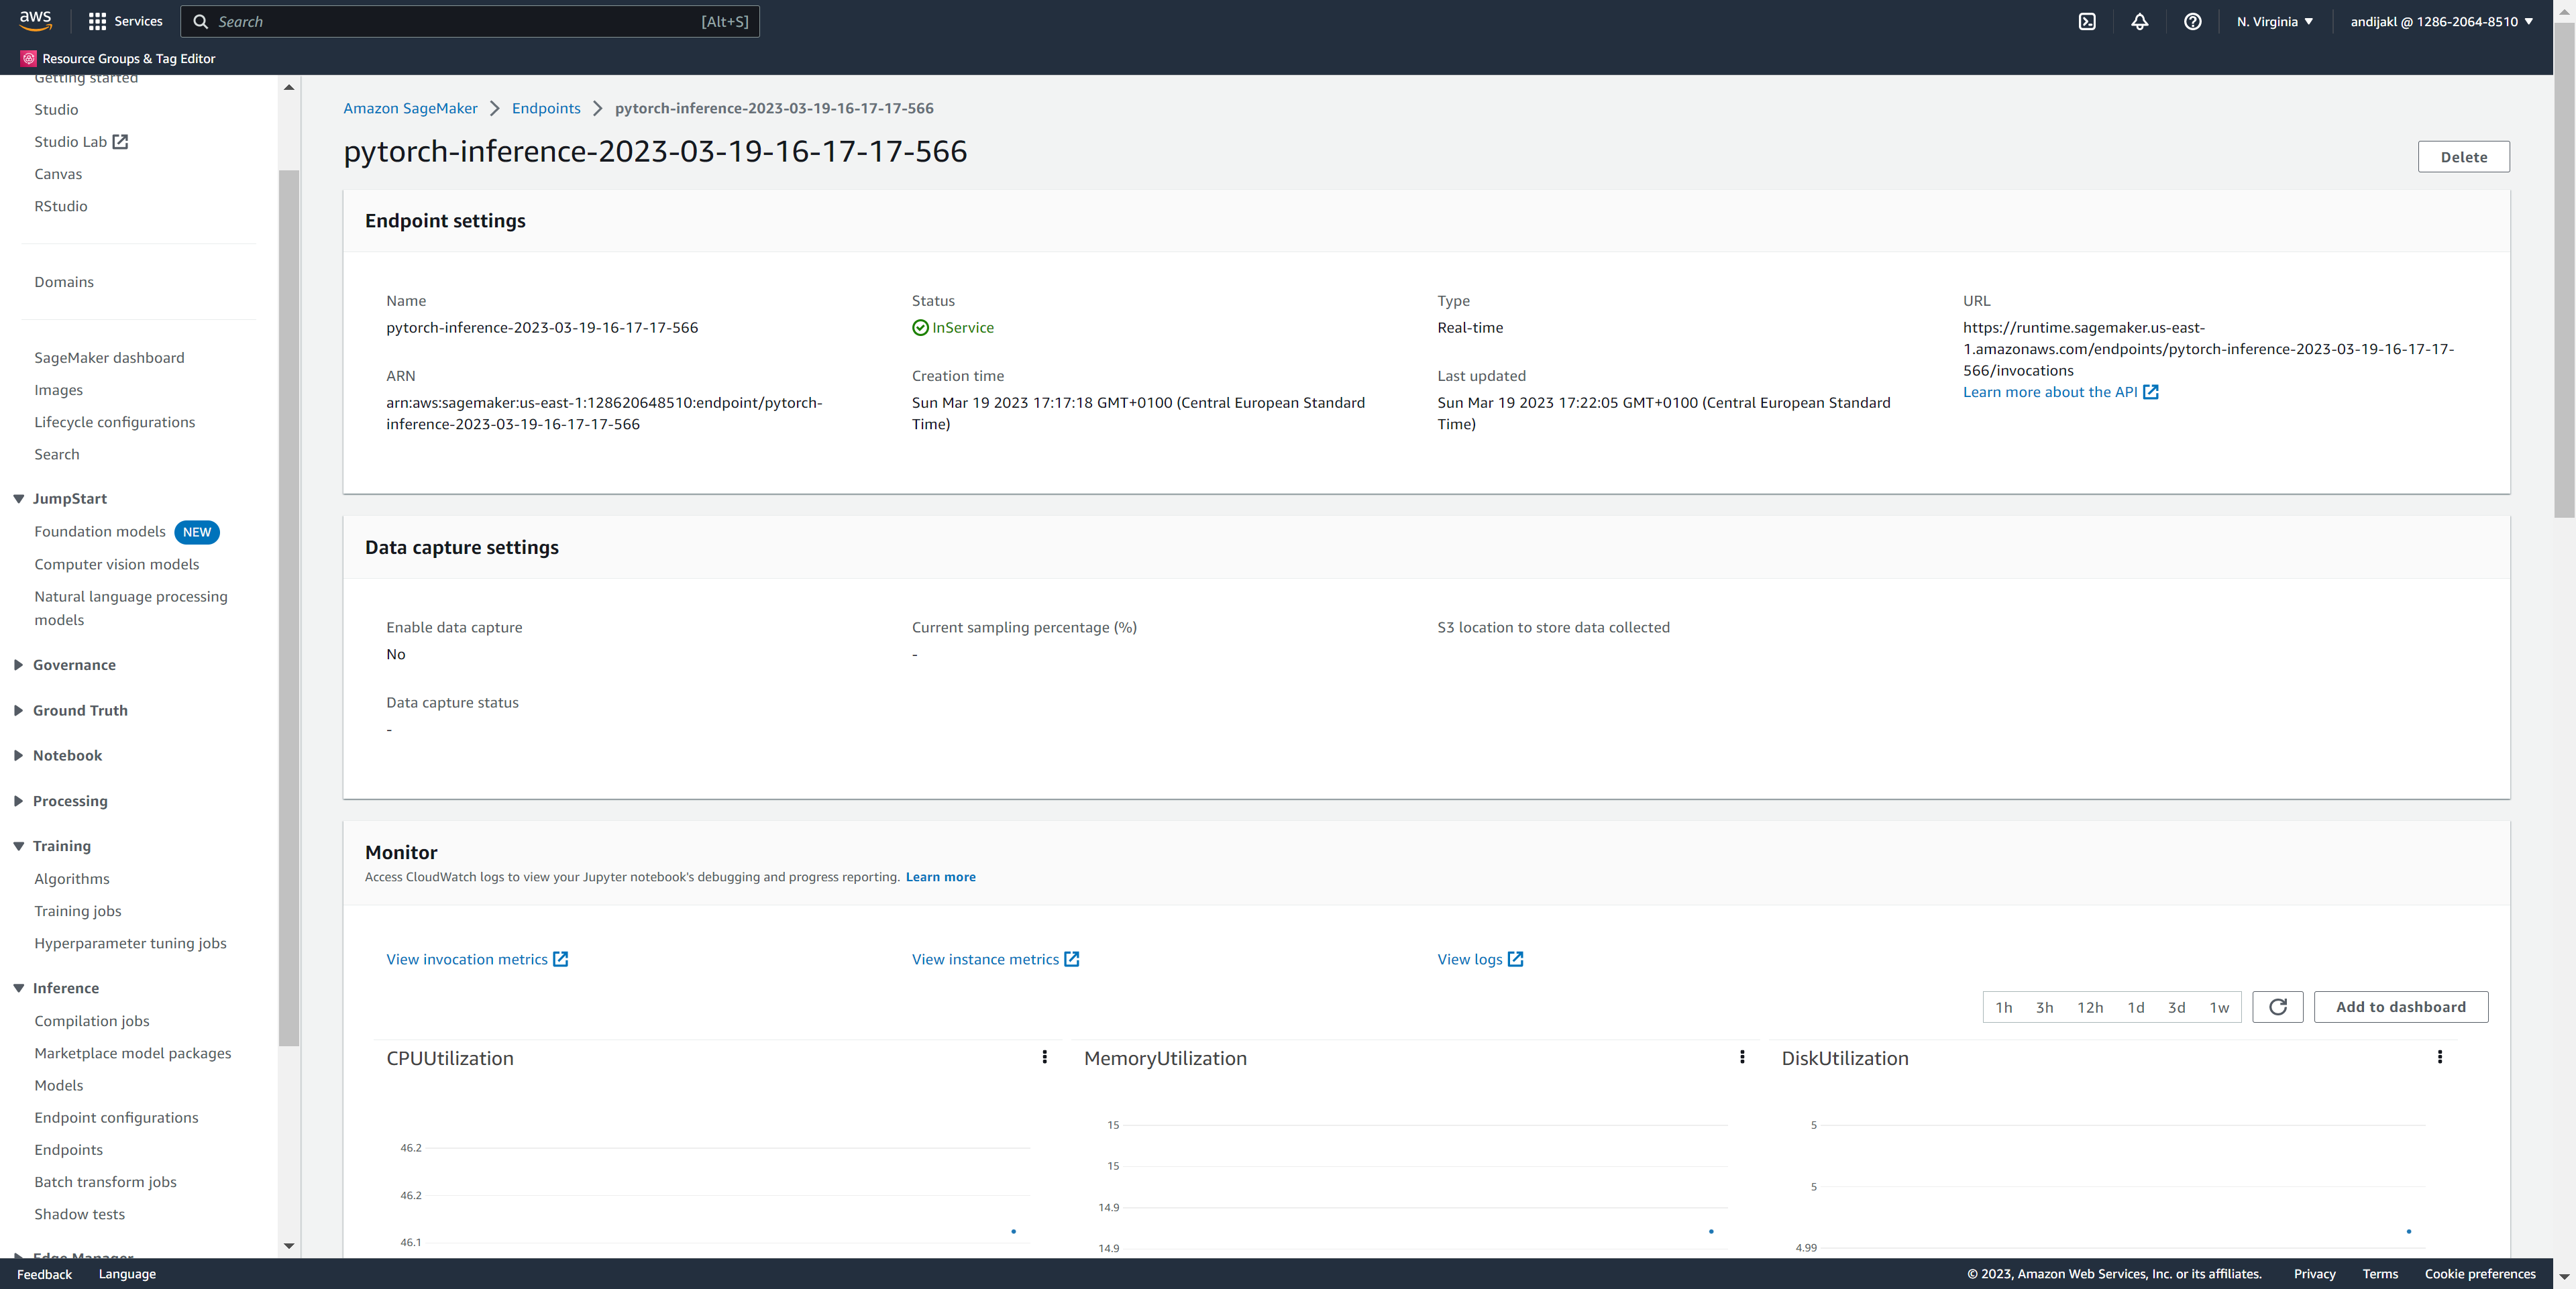 aws
Services
Search
[Alt+S]
N. Virginia
andijakl @ 1286-2064-8510
Resource Groups & Tag Editor
Getting started
Studio
Studio Lab
Canvas
RStudio
Domains
SageMaker dashboard
Images
Lifecycle configurations
Search
JumpStart
Foundation models NEW
Computer vision models
Natural language processing
models
Governance
Ground Truth
Notebook
Processing
Training
Algorithms
Training jobs
Hyperparameter tuning jobs
Inference
Compilation jobs
Marketplace model packages
Models
Endpoint configurations
Endpoints
Batch transform jobs
Shadow tests
Edge Manager
Amazon SageMaker
Endpoints
pytorch-inference-2023-03-19-16-17-17-566
pytorch-inference-2023-03-19-16-17-17-566
Delete
Endpoint settings
Name
pytorch-inference-2023-03-19-16-17-17-566
Status
InService
Type
Real-time
URL
https://runtime.sagemaker.us-east-
1.amazonaws.com/endpoints/pytorch-inference-2023-03-19-16-17-17-
566/invocations
Learn more about the API
ARN
arn:aws:sagemaker:us-east-1:128620648510:endpoint/pytorch-
inference-2023-03-19-16-17-17-566
Creation time
Sun Mar 19 2023 17:17:18 GMT+0100 (Central European Standard
Time)
Last updated
Sun Mar 19 2023 17:22:05 GMT+0100 (Central European Standard
Time)
Data capture settings
Enable data capture
No
Current sampling percentage (%)
-
S3 location to store data collected
Data capture status
-
Monitor
Access CloudWatch logs to view your Jupyter notebook's debugging and progress reporting. Learn more
View invocation metrics
View instance metrics
View logs
1h 3h 12h 1d 3d 1w
Add to dashboard
CPUUtilization
46.2
46.2
46.1
MemoryUtilization
15
15
14.9
14.9
DiskUtilization
5
5
4.99
Feedback
Language
© 2023, Amazon Web Services, Inc. or its affiliates.
Privacy
Terms
Cookie preferences